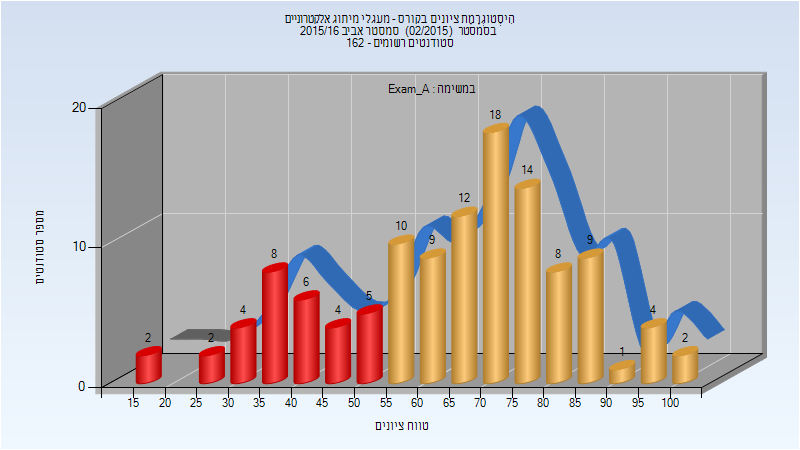 הִיסְטוֹגְרָמַת ציונים בקורס - מעגלי מיתוג אלקטרוניים
בסמסטר (02/2015) סמסטר אביב 2015/16
סטודנטים רשומים - 162
במשימה : Exam_A
מספר סטודנטים
20
10
0
2
2
4
8
6
4
5
10
9
12
18
14
8
9
1
4
2
15 20 25 30 35 40 45 50 55 60 65 70 75 80 85 90 95 100
טווח ציונים